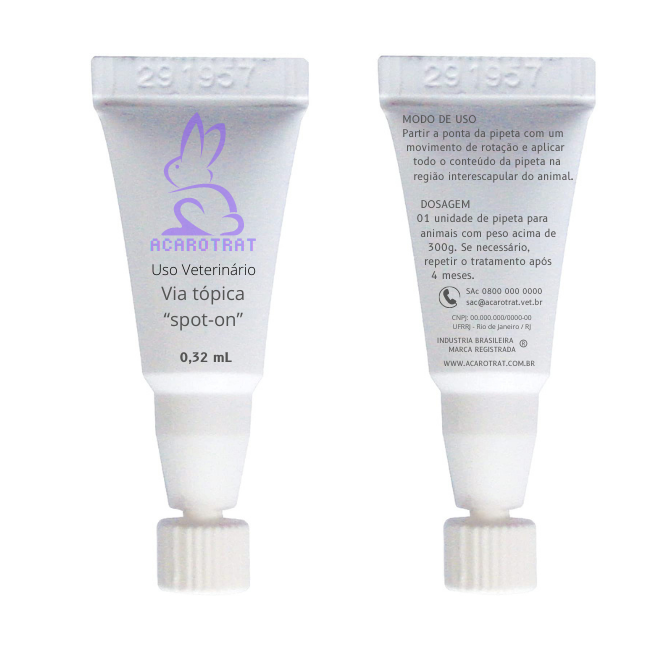 291957
ACAROTRAT
Uso Veterinário
Via tópica
“spot-on”
0,32 mL
291957
MODO DE USO
Partir a ponta da pipeta com um
movimento de rotação e aplicar
todo o conteúdo da pipeta na
região interescapular do animal.
DOSAGEM
01 unidade de pipeta para
animais com peso acima de
300g. Se necessário,
repetir o tratamento após
4 meses.
SAc 0800 000 0000
sac@acarotrat.vet.br
CNPJ: 00.000.000/0000-00
UFRRJ - Rio de Janeiro / RJ
INDUSTRIA BRASILEIRA
MARCA REGISTRADA ®
WWW.ACAROTRAT.COM.BR